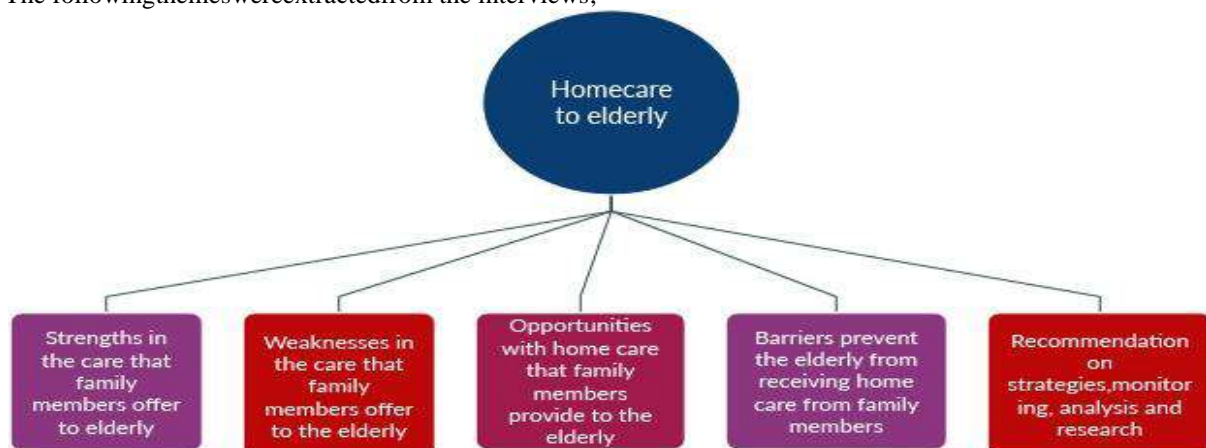 The followingthemeswereextractedfrom the interviews;
Homecare
to elderly
Strengths in
the care that
family
members offer
to elderly
Weaknesses in
the care that
family
members offer
to the elderly
Opportunities
with home care
that family
members
provide to the
elderly
Barriers prevent
the elderly from
receiving home
care from family
members
Recommendation
on
strategies,monitor
ing, analysis and
research